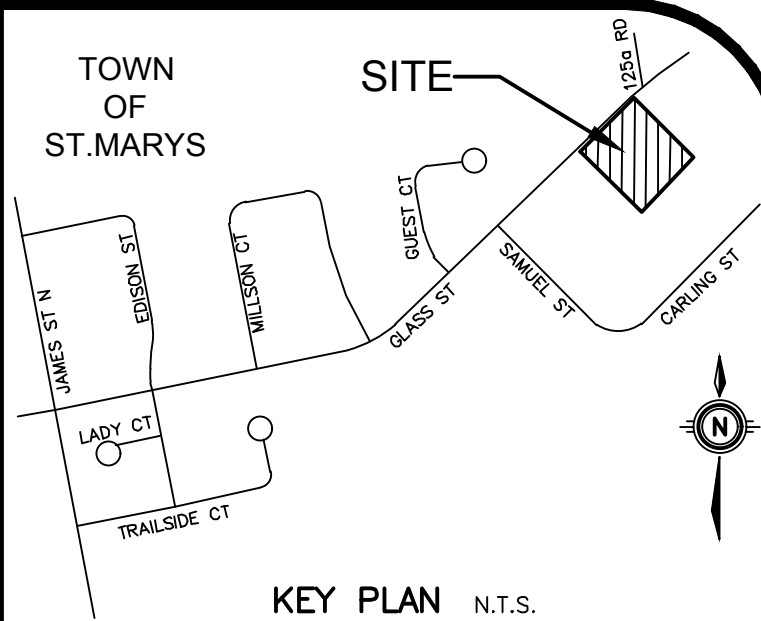 TOWN
OF
ST.MARYS
SITE
125a RD
GUEST CT
EDISON ST
MILLSON CT
JAMES ST N
GLASS ST
SAMUEL ST
CARLING ST
LADY CT
TRAILSIDE CT
N
KEY PLAN N.T.S.